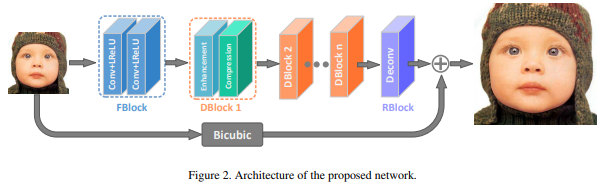 Conv+LReLU
Conv+LReLU
FBlock
Enhancement
Compression
DBlock 1
DBlock 2
DBlock n
Deconv
RBlock
Bicubic
Figure 2. Architecture of the proposed network.